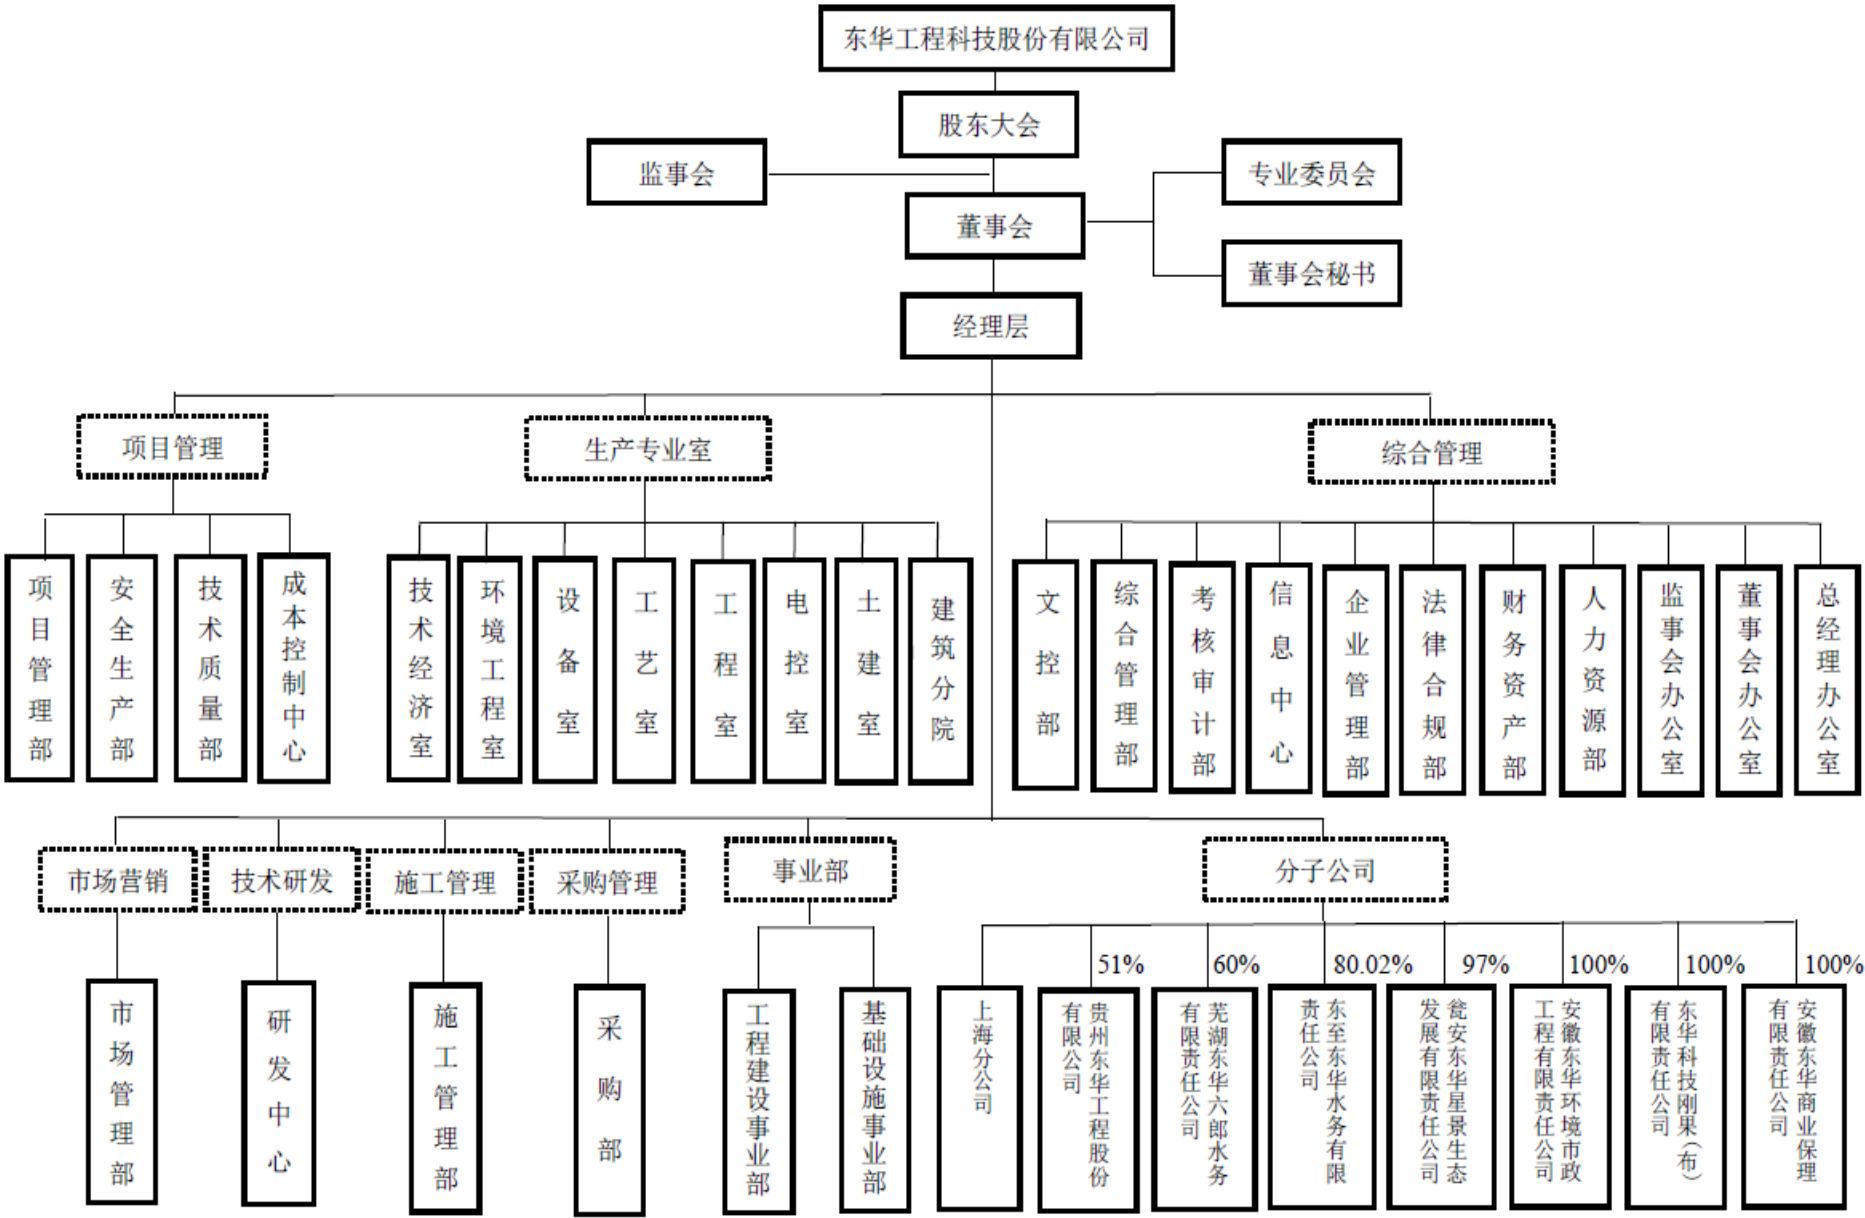 东华工程科技股份有限公司
股东大会
监事会
专业委员会
董事会
董事会秘书
经理层
项目管理
生产专业室
综合管理
项目管理部
安全生产部
技术质量部
成本控制中心
技术经济室
环境工程室
设备室
工艺室
工程室
电控室
土建室
建筑分院
文控部
综合管理部
考核审计部
信息中心
企业管理部
法律合规部
财务资产部
人力资源部
监事会办公室
董事会办公室
总经理办公室
市场营销
技术研发
施工管理
采购管理
事业部
分子公司
51%
60%
80.02%
97%
100%
100%
100%
市场管理部
研发中心
施工管理部
采购部
工程建设事业部
基础设施事业部
上海分公司
贵州东华工程股份
有限公司
芜湖东华六郎水务
有限责任公司
东至东华水务有限
责任公司
瓮安东华星景生态
发展有限责任公司
安徽东华环境市政
工程有限责任公司
东华科技刚果（布）
有限责任公司
安徽东华商业保理
有限责任公司